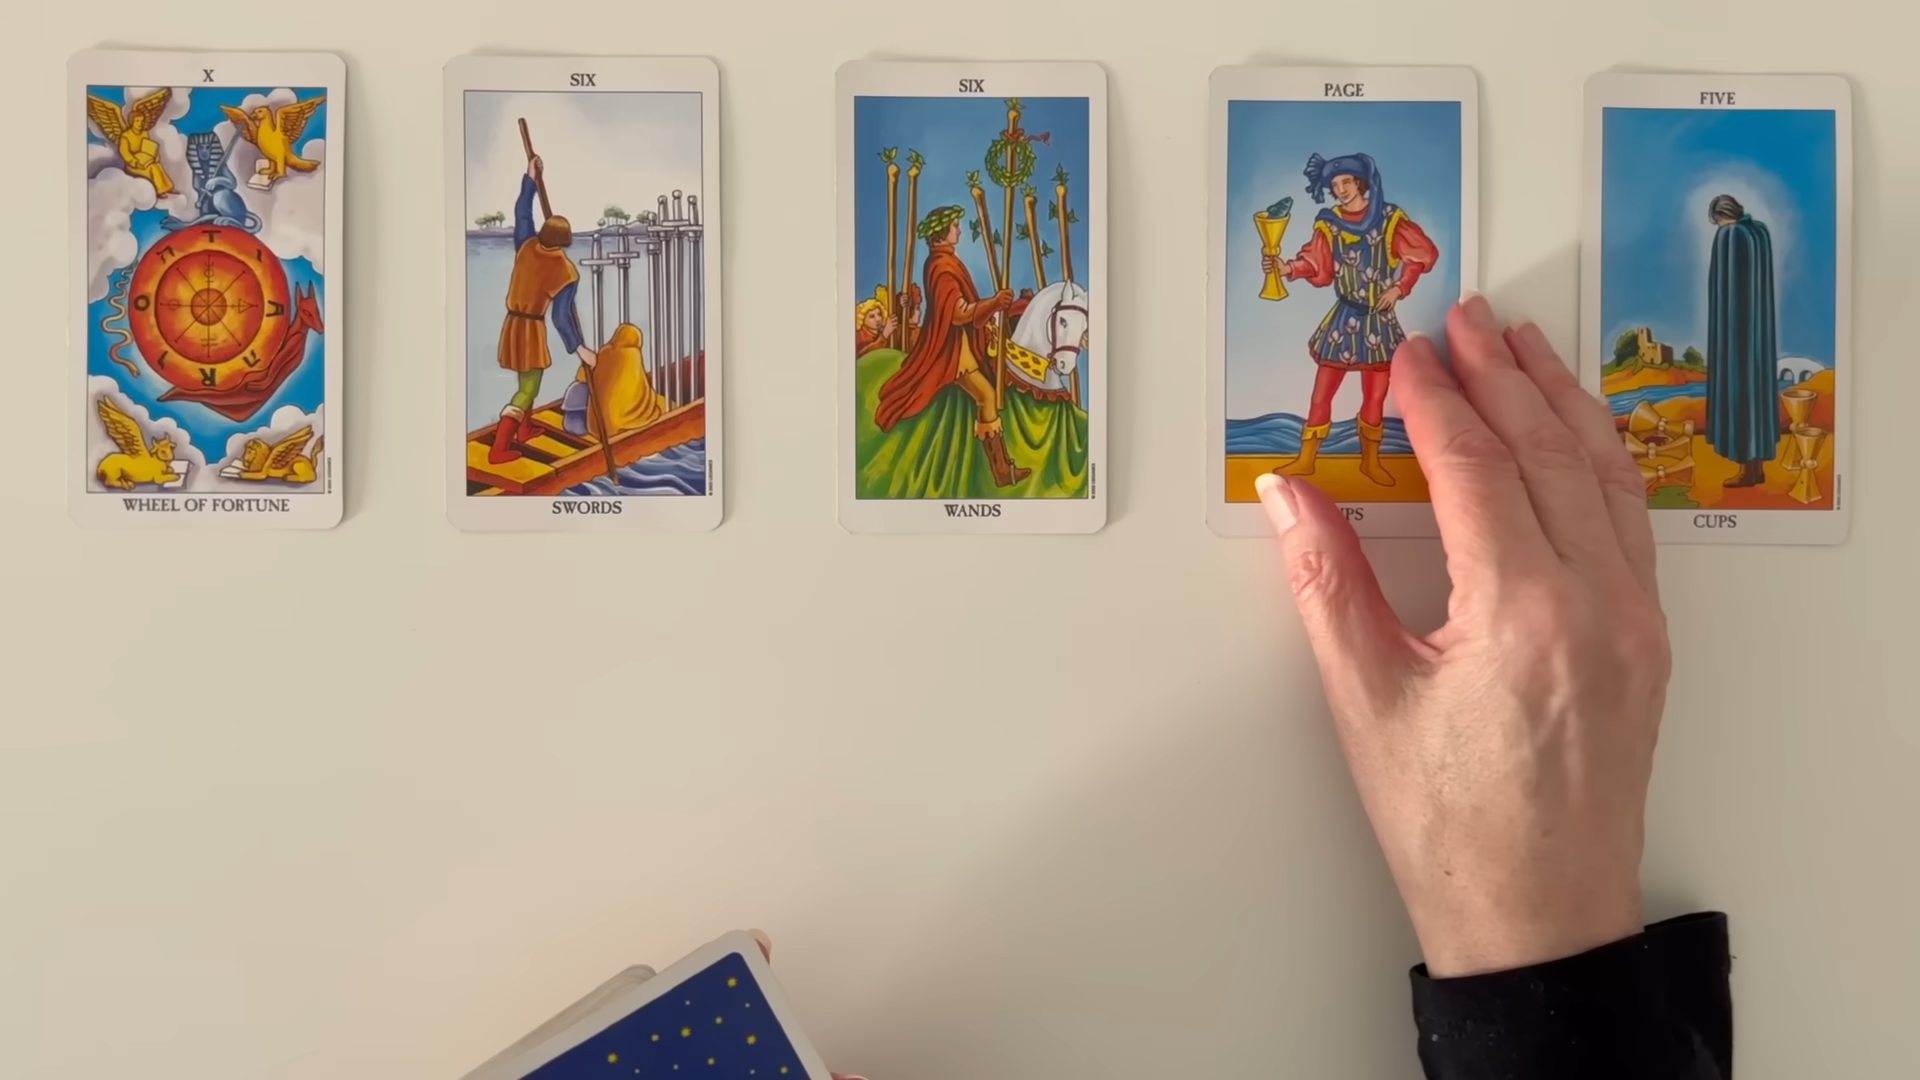 X
WHEEL OF FORTUNE
SIX
SWORDS
SIX
WANDS
PAGE
FIVE
CUPS